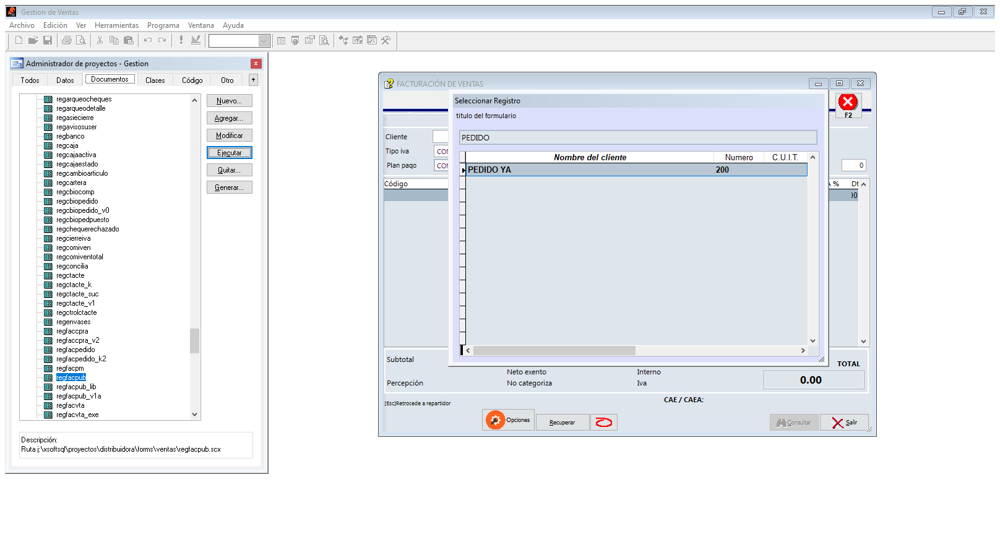 Gestion de Ventas
Archivo Edición Ver Herramientas Programa Ventana Ayuda
Administrador de proyectos - Gestion
Todos Datos Documentos Clases Código Otro
regarqueocheques
regarqueodetalle
regasiecierre
regavisosuser
regbanco
regcaja
regcajaactiva
regcajaestado
regcambioarticulo
regcartera
regcbiocomp
regcbiopedido
regcbiopedido_v0
regcbiopedpuesto
regchequerechazado
regcierreiva
regcomiven
regcomiventotal
regconcilia
regctacte
regctacte_k
regctacte_suc
regctacte_v1
regctrolctacte
regenvases
regfaccpra
regfaccpra_v2
regfacpedido
regfacpedido_k2
regfacpm
regfacpub
regfacpub_lib
regfacpub_v1a
regfacvta
regfacvta_exe
Nuevo...
Agregar...
Modificar
Ejecutar
Quitar...
Generar...
Descripción:
Ruta j:\xsoftsql\proyectos\distribuidora\forms\ventas\regfacpub.scx
FACTURACIÓN DE VENTAS
F2
Cliente
Tipo iva CON
Plan pago CON
0
Código
% Dt
00
Seleccionar Registro
titulo del formulario
PEDIDO
Nombre del cliente Numero C.U.I.T.
PEDIDO YA 200
Subtotal
TOTAL
Neto exento Interno
0.00
Percepción No categoriza Iva
CAE / CAEA:
[Esc]Retrocede a repartidor
Opciones
Recuperar
Consultar
Salir